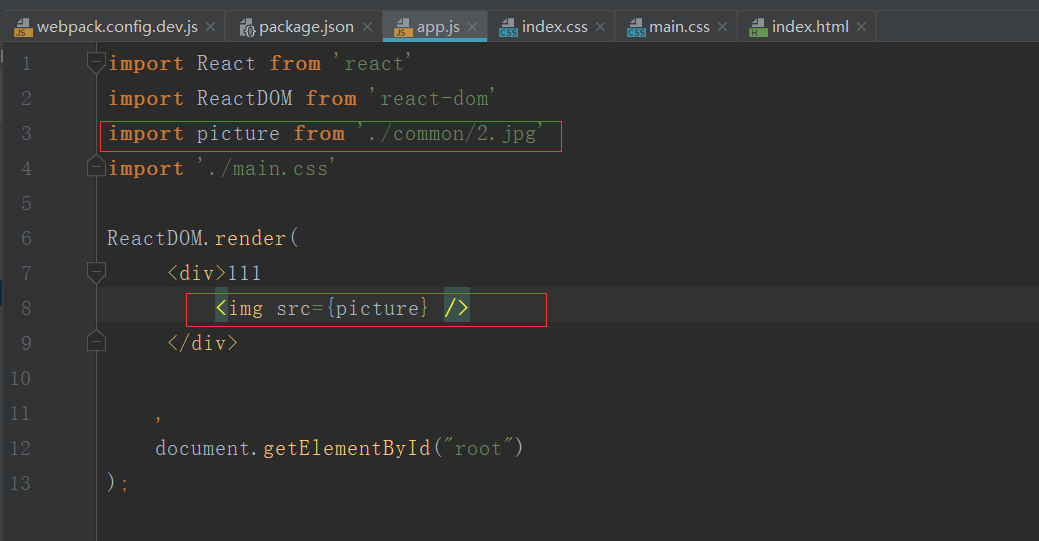 webpack.config.dev.js package.json app.js index.css main.css index.html
1 import React from 'react'
2 import ReactDOM from 'react-dom'
3 import picture from './common/2.jpg'
4 import './main.css'
5
6 ReactDOM.render(
7 <div>111
8 <img src={picture} />
9 </div>
10
11 ,
12 document.getElementById("root")
13 );